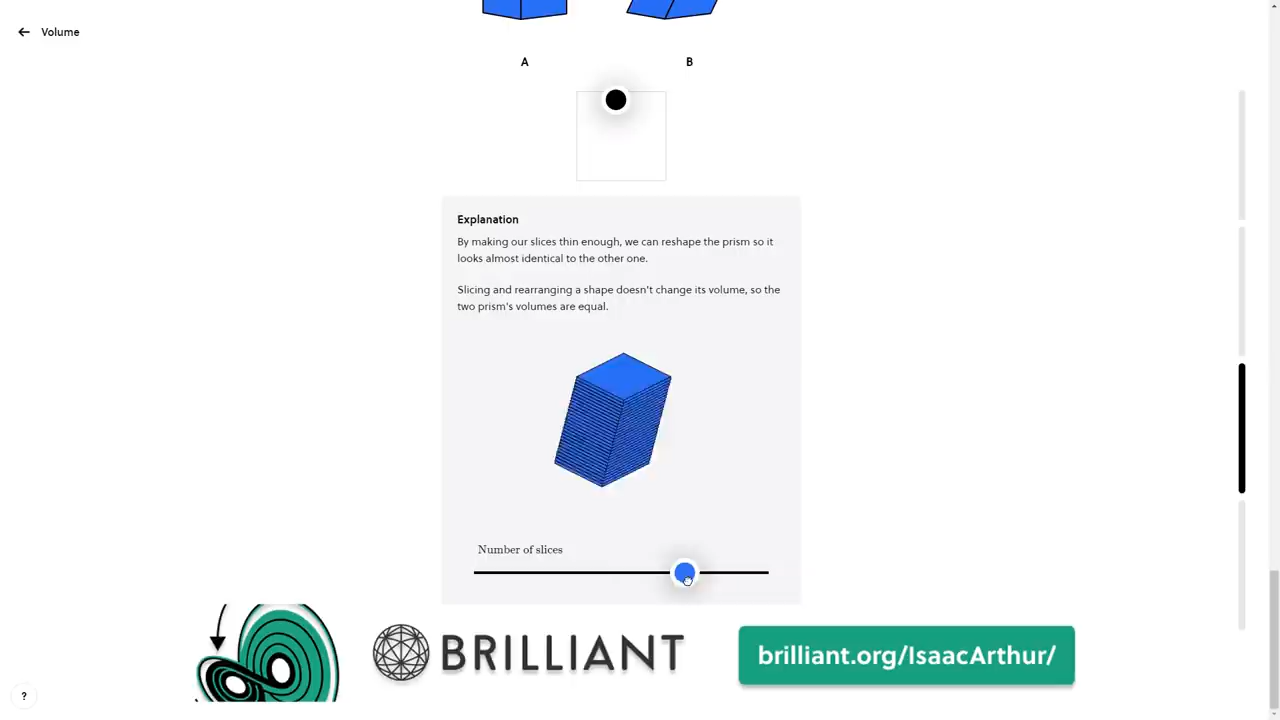 Volume
A
B
Explanation
By making our slices thin enough, we can reshape the prism so it
looks almost identical to the other one.
Slicing and rearranging a shape doesn't change its volume, so the
two prism's volumes are equal.
Number of slices
BRILLIANT
brilliant.org/IsaacArthur/
?